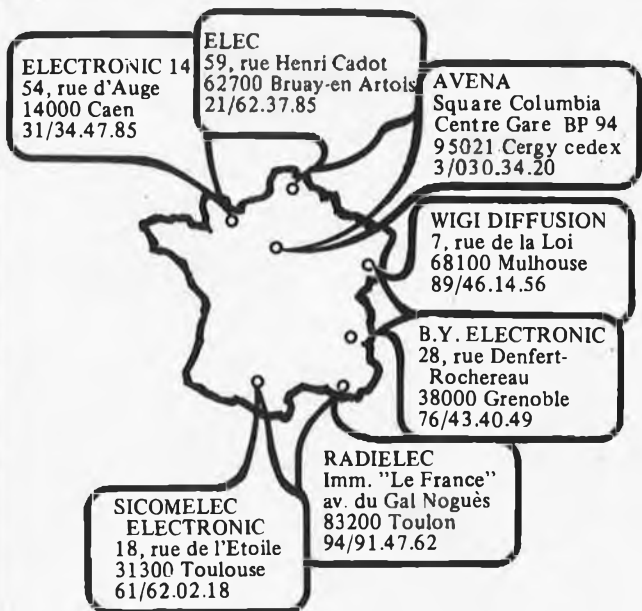 ELECTRONIC 14
54, rue d'Auge
14000 Caen
31/34.47.85
ELEC
59, rue Henri Cadot
62700 Bruay-en Artois
21/62.37.85
AVENA
Square Columbia
Centre Gare BP 94
95021 Cergy cedex
3/030.34.20
WIGI DIFFUSION
7, rue de la Loi
68100 Mulhouse
89/46.14.56
B.Y. ELECTRONIC
28, rue Denfert-
Rochereau
38000 Grenoble
76/43.40.49
RADIELEC
Imm. "Le France"
av. du Gal Noguès
83200 Toulon
94/91.47.62
SICOMELEC
ELECTRONIC
18, rue de l'Etoile
31300 Toulouse
61/62.02.18